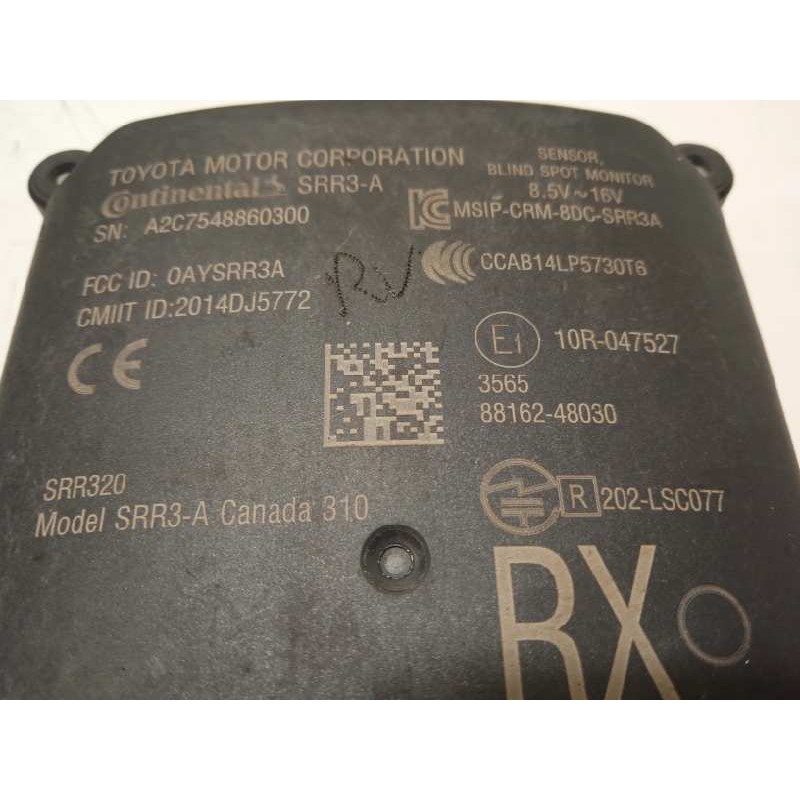 TOYOTA MOTOR CORPORATION
Continental SRR3-A
SN: A2C7548860300
SENSOR,
BLIND SPOT MONITOR
8.5V~16V
MSIP-CRM-8DC-SRR3A
FCC ID: OAYSRR3A
CMIIT ID:2014DJ5772
CCAB14LP5730T6
CE
E1 10R-047527
3565
88162-48030
SRR320
Model SRR3-A Canada 310
R 202-LSC077
RX